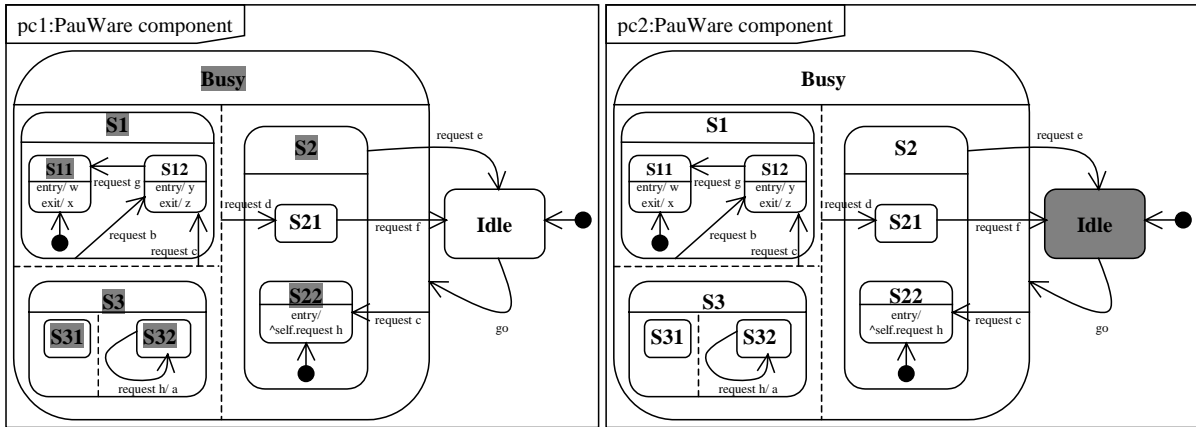 pc1:PauWare component
Busy
S1
S11
entry/ w
exit/ x
request g
S12
entry/ y
exit/ z
request b
request c
S2
request d
S21
request e
request f
Idle
S22
entry/
^self.request h
request c
go
S3
S31
S32
request h/ a
pc2:PauWare component
Busy
S1
S11
entry/ w
exit/ x
request g
S12
entry/ y
exit/ z
request b
request c
S2
request d
S21
request e
request f
Idle
S22
entry/
^self.request h
request c
go
S3
S31
S32
request h/ a